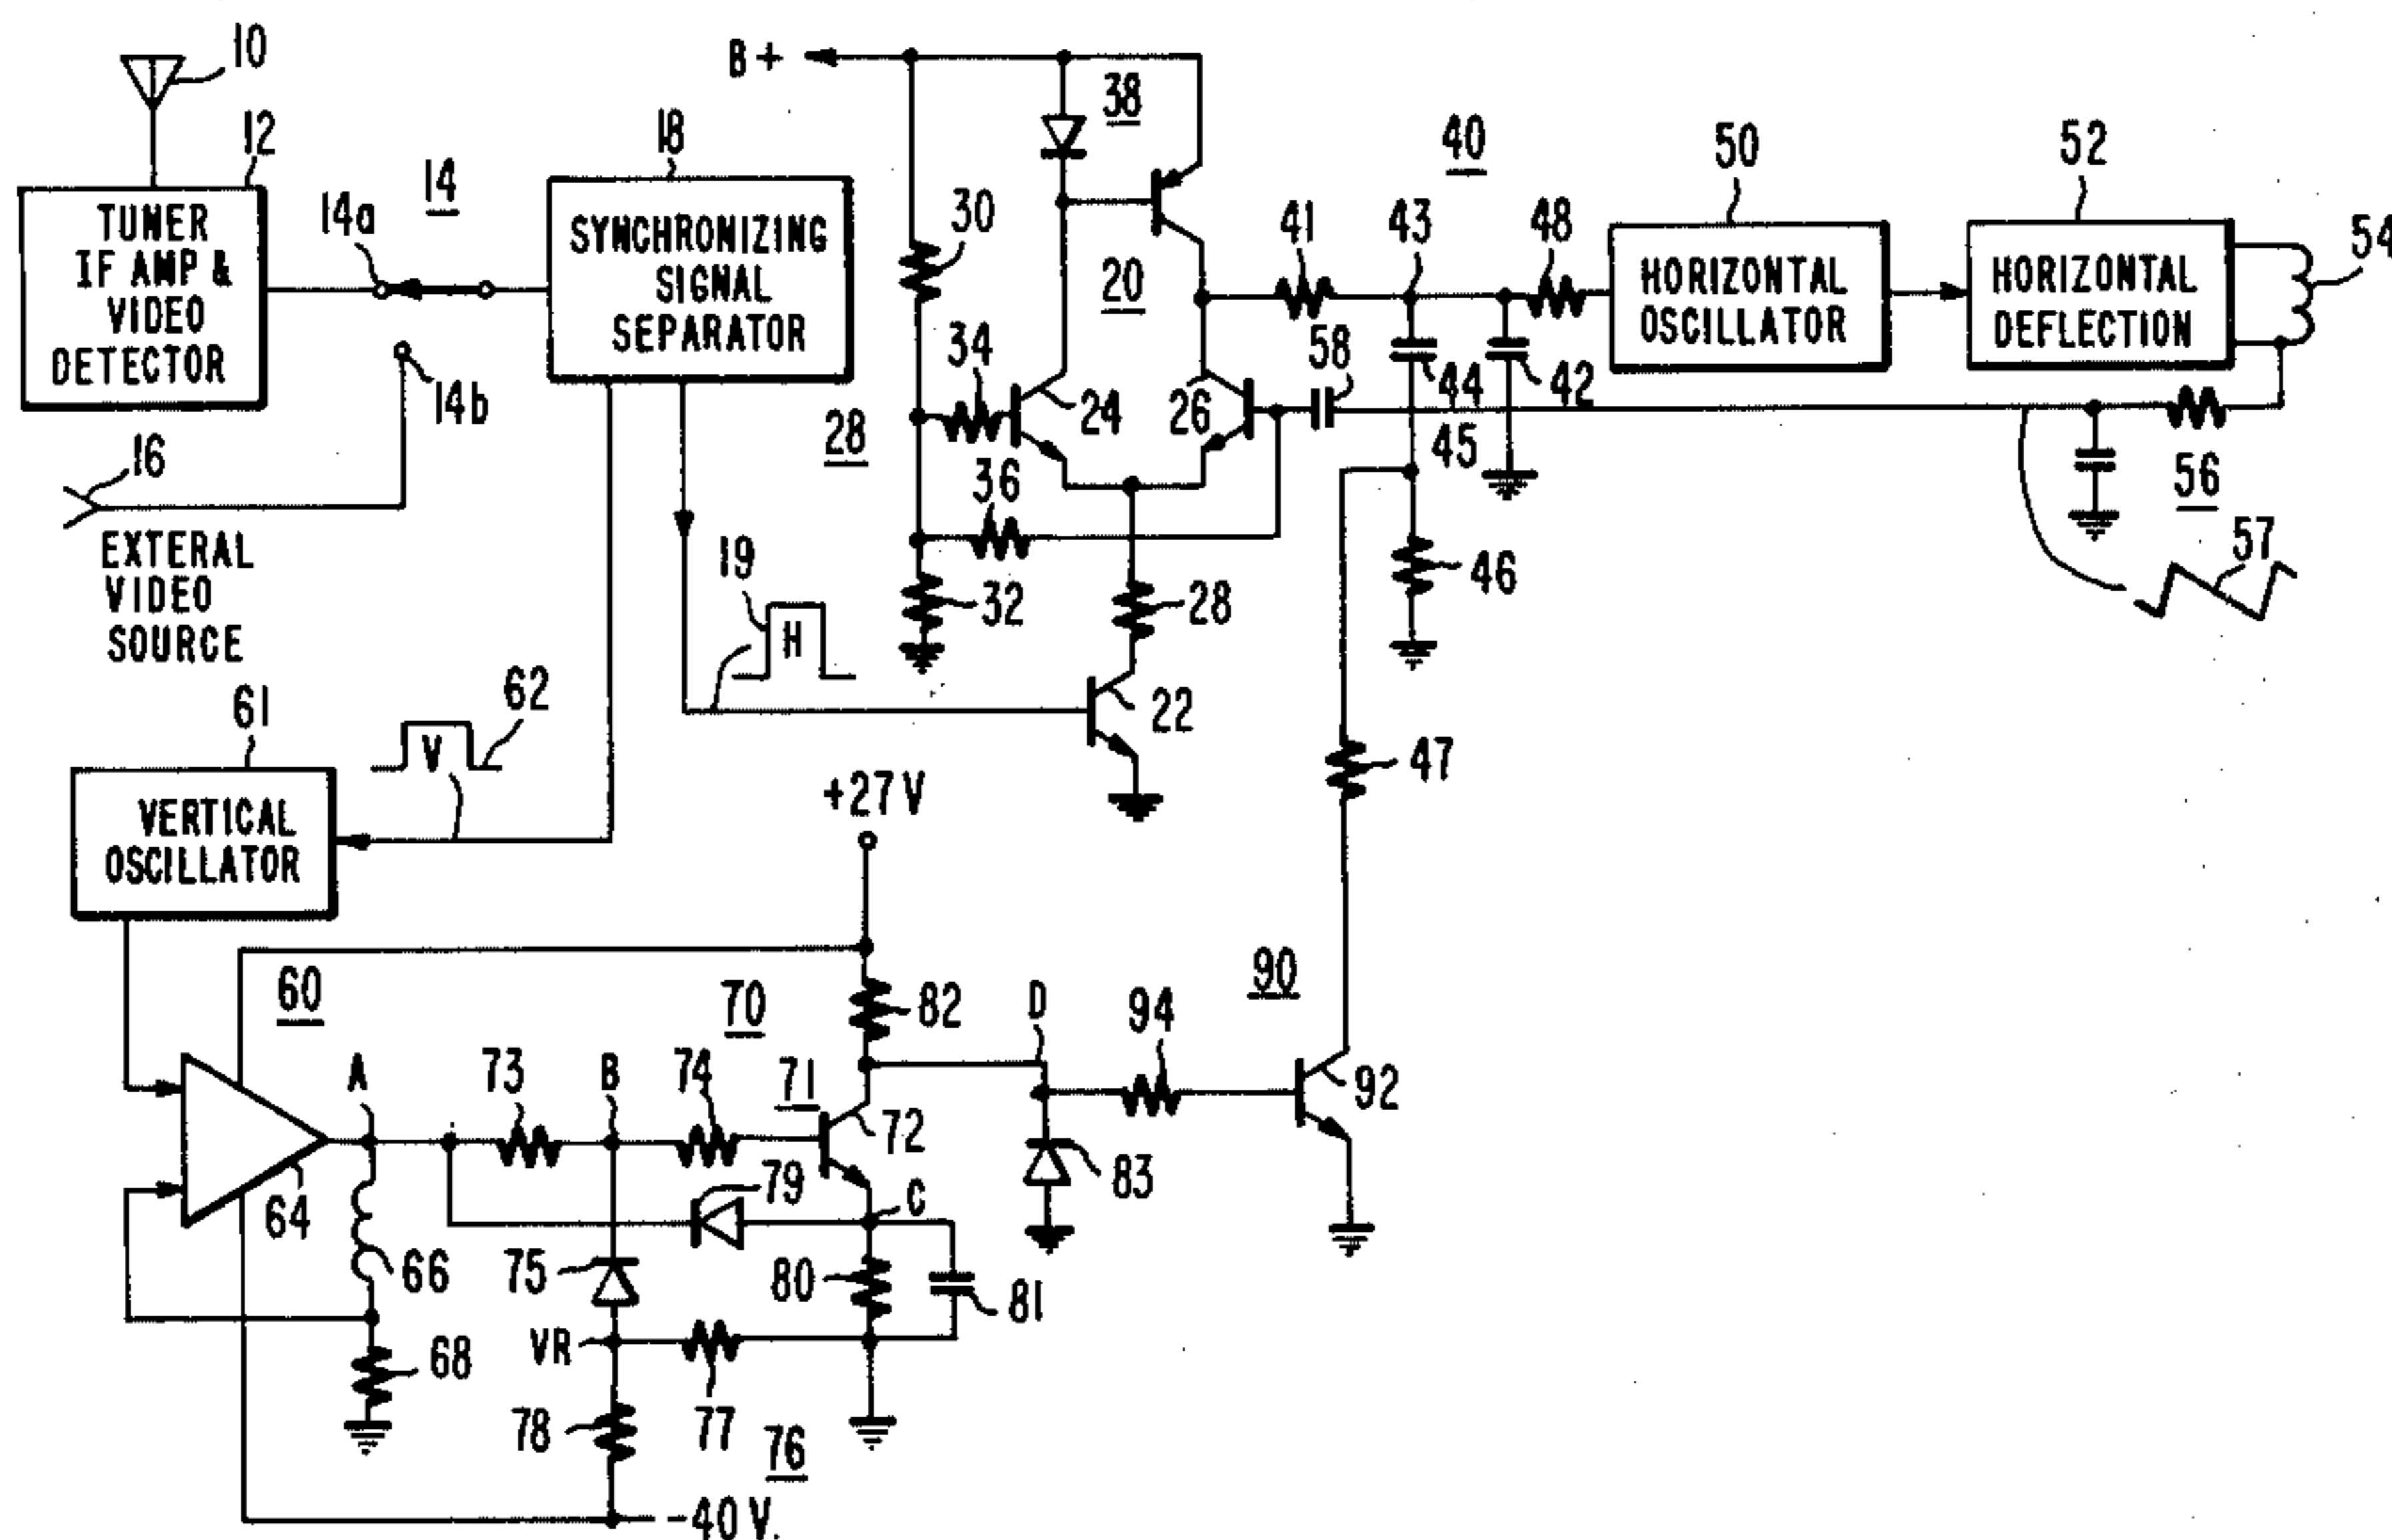 10
12
TUNER
IF AMP &
VIDEO
DETECTOR
14
14a
14b
16
EXTERAL
VIDEO
SOURCE
18
SYNCHRONIZING
SIGNAL
SEPARATOR
19
H
B+
38
30
34
28
24
20
26
36
32
28
22
40
41
43
48
58
44
42
45
46
47
50
HORIZONTAL
OSCILLATOR
52
HORIZONTAL
DEFLECTION
54
56
57
61
VERTICAL
OSCILLATOR
V
62
+27V
60
64
A
66
68
70
73
B
74
71
72
82
79
C
75
80
81
VR
78
77
76
-40V.
D
83
94
90
92